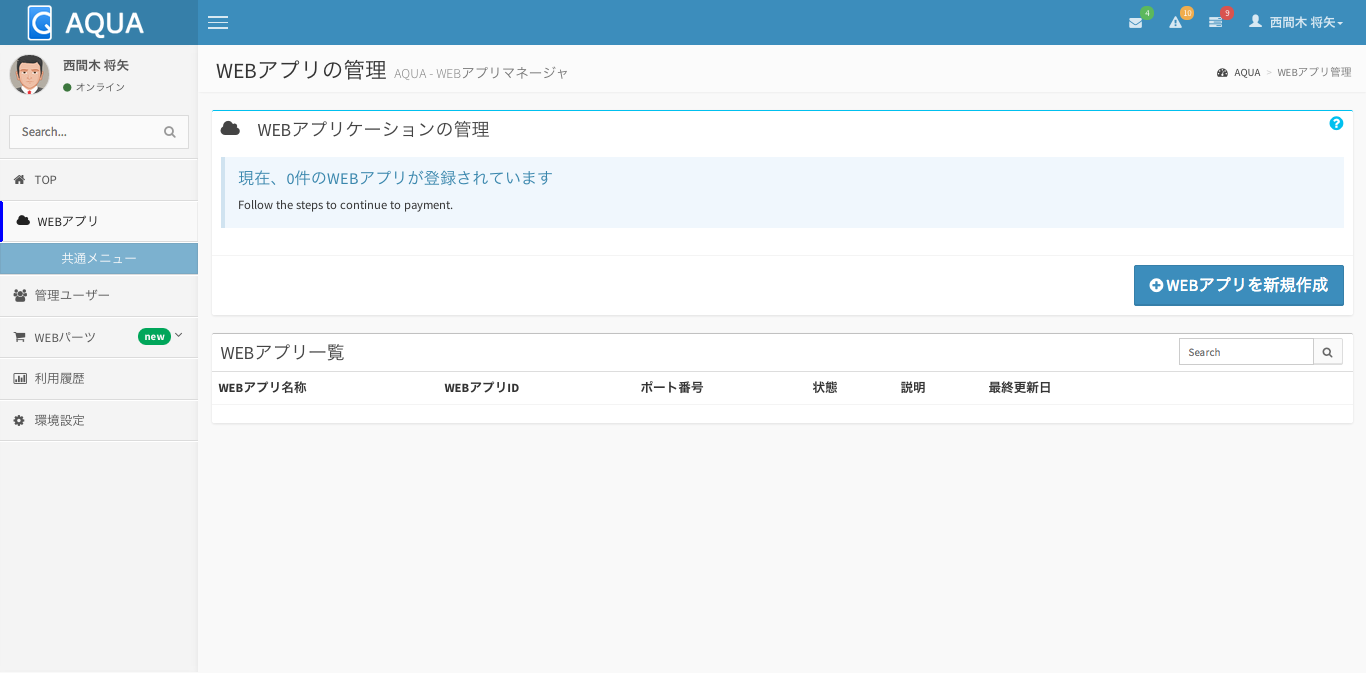 AQUA
4
10
9
西間木 将矢
西間木 将矢
オンライン
Search...
TOP
WEBアプリ
共通メニュー
管理ユーザー
WEBパーツ new
利用履歴
環境設定
WEBアプリの管理 AQUA - WEBアプリマネージャ
AQUA > WEBアプリ管理
WEBアプリケーションの管理
現在、0件のWEBアプリが登録されています
Follow the steps to continue to payment.
WEBアプリを新規作成
WEBアプリ一覧
Search
WEBアプリ名称 WEBアプリID ポート番号 状態 説明 最終更新日